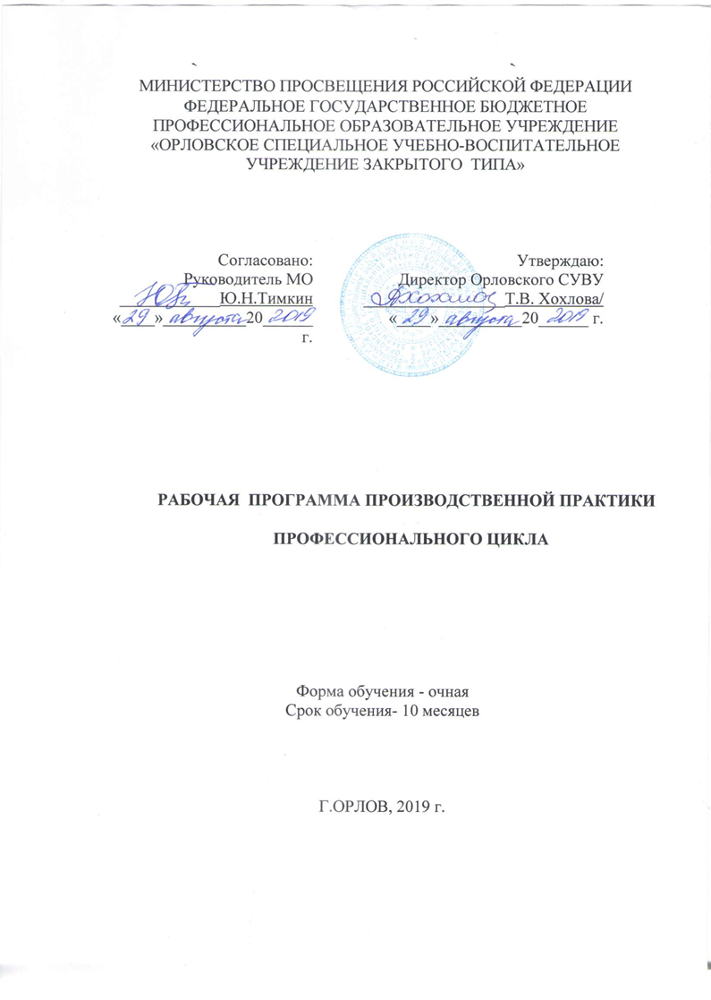 МИНИСТЕРСТВО ПРОСВЕЩЕНИЯ РОССИЙСКОЙ ФЕДЕРАЦИИ
ФЕДЕРАЛЬНОЕ ГОСУДАРСТВЕННОЕ БЮДЖЕТНОЕ
ПРОФЕССИОНАЛЬНОЕ ОБРАЗОВАТЕЛЬНОЕ УЧРЕЖДЕНИЕ
«ОРЛОВСКОЕ СПЕЦИАЛЬНОЕ УЧЕБНО-ВОСПИТАТЕЛЬНОЕ
УЧРЕЖДЕНИЕ ЗАКРЫТОГО ТИПА»
Согласовано:
Руководитель МО
Ю.Н.Тимкин
«29» августа 20 2019
г.
Утверждаю:
Директор Орловского СУВУ
Т.В. Хохлова/
«29» августа 20 2019 г.
РАБОЧАЯ ПРОГРАММА ПРОИЗВОДСТВЕННОЙ ПРАКТИКИ
ПРОФЕССИОНАЛЬНОГО ЦИКЛА
Форма обучения - очная
Срок обучения- 10 месяцев
Г.ОРЛОВ, 2019 г.